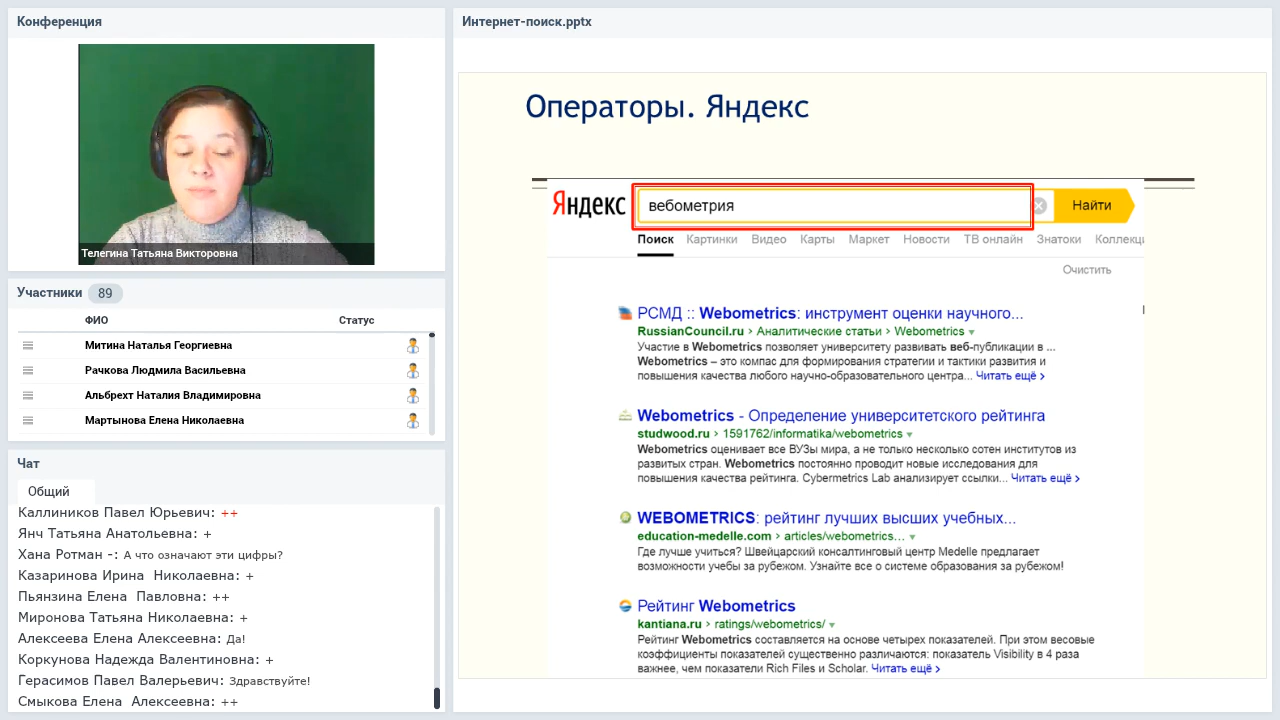 Конференция
Телегина Татьяна Викторовна
Участники 89
ФИО Статус
Митина Наталья Георгиевна
Рачкова Людмила Васильевна
Альбрехт Наталия Владимировна
Мартынова Елена Николаевна
Чат
Общий
Каллиников Павел Юрьевич: ++
Янч Татьяна Анатольевна: +
Хана Ротман -: А что означают эти цифры?
Казаринова Ирина Николаевна: +
Пьянзина Елена Павловна: ++
Миронова Татьяна Николаевна: +
Алексеева Елена Алексеевна: Да!
Коркунова Надежда Валентиновна: +
Герасимов Павел Валерьевич: Здравствуйте!
Смыкова Елена Алексеевна: ++
Интернет-поиск.pptx
Операторы. Яндекс
Яндекс вебометрия Найти
Поиск Картинки Видео Карты Маркет Новости ТВ онлайн Знатоки Коллекци
Очистить
РСМД :: Webometrics: инструмент оценки научного...
RussianCouncil.ru › Аналитические статьи › Webometrics
Участие в Webometrics позволяет университету развивать веб-публикации в ...
Webometrics – это компас для формирования стратегии и тактики развития и
повышения качества любого научно-образовательного центра... Читать ещё ›
Webometrics - Определение университетского рейтинга
studwood.ru › 1591762/informatika/webometrics
Webometrics оценивает все ВУЗы мира, а не только несколько сотен институтов из
развитых стран. Webometrics постоянно проводит новые исследования для
повышения качества рейтинга. Cybermetrics Lab анализирует ссылки... Читать ещё ›
WEBOMETRICS: рейтинг лучших высших учебных...
education-medelle.com › articles/webometrics...
Где лучше учиться? Швейцарский консалтинговый центр Medelle предлагает
возможности учебы за рубежом. Узнайте все о системе образования за рубежом!
Рейтинг Webometrics
kantiana.ru › ratings/webometrics/
Рейтинг Webometrics составляется на основе четырех показателей. При этом весовые
коэффициенты показателей существенно различаются: показатель Visibility в 4 раза
важнее, чем показатели Rich Files и Scholar. Читать ещё ›